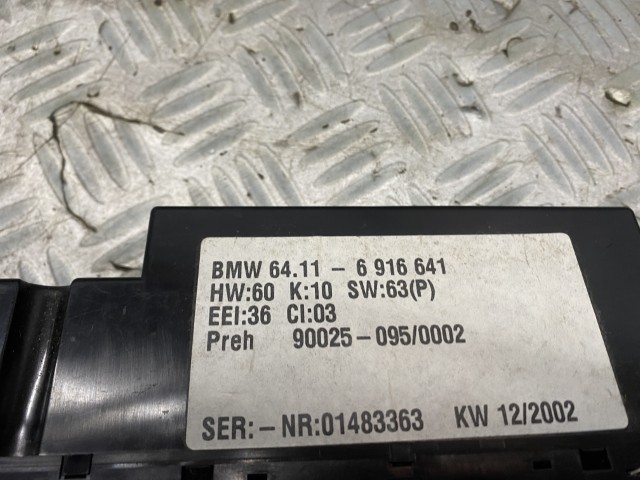 BMW 64.11 - 6 916 641
HW:60 K:10 SW:63(P)
EEI:36 CI:03
Preh 90025-095/0002
SER:-NR:01483363 KW 12/2002